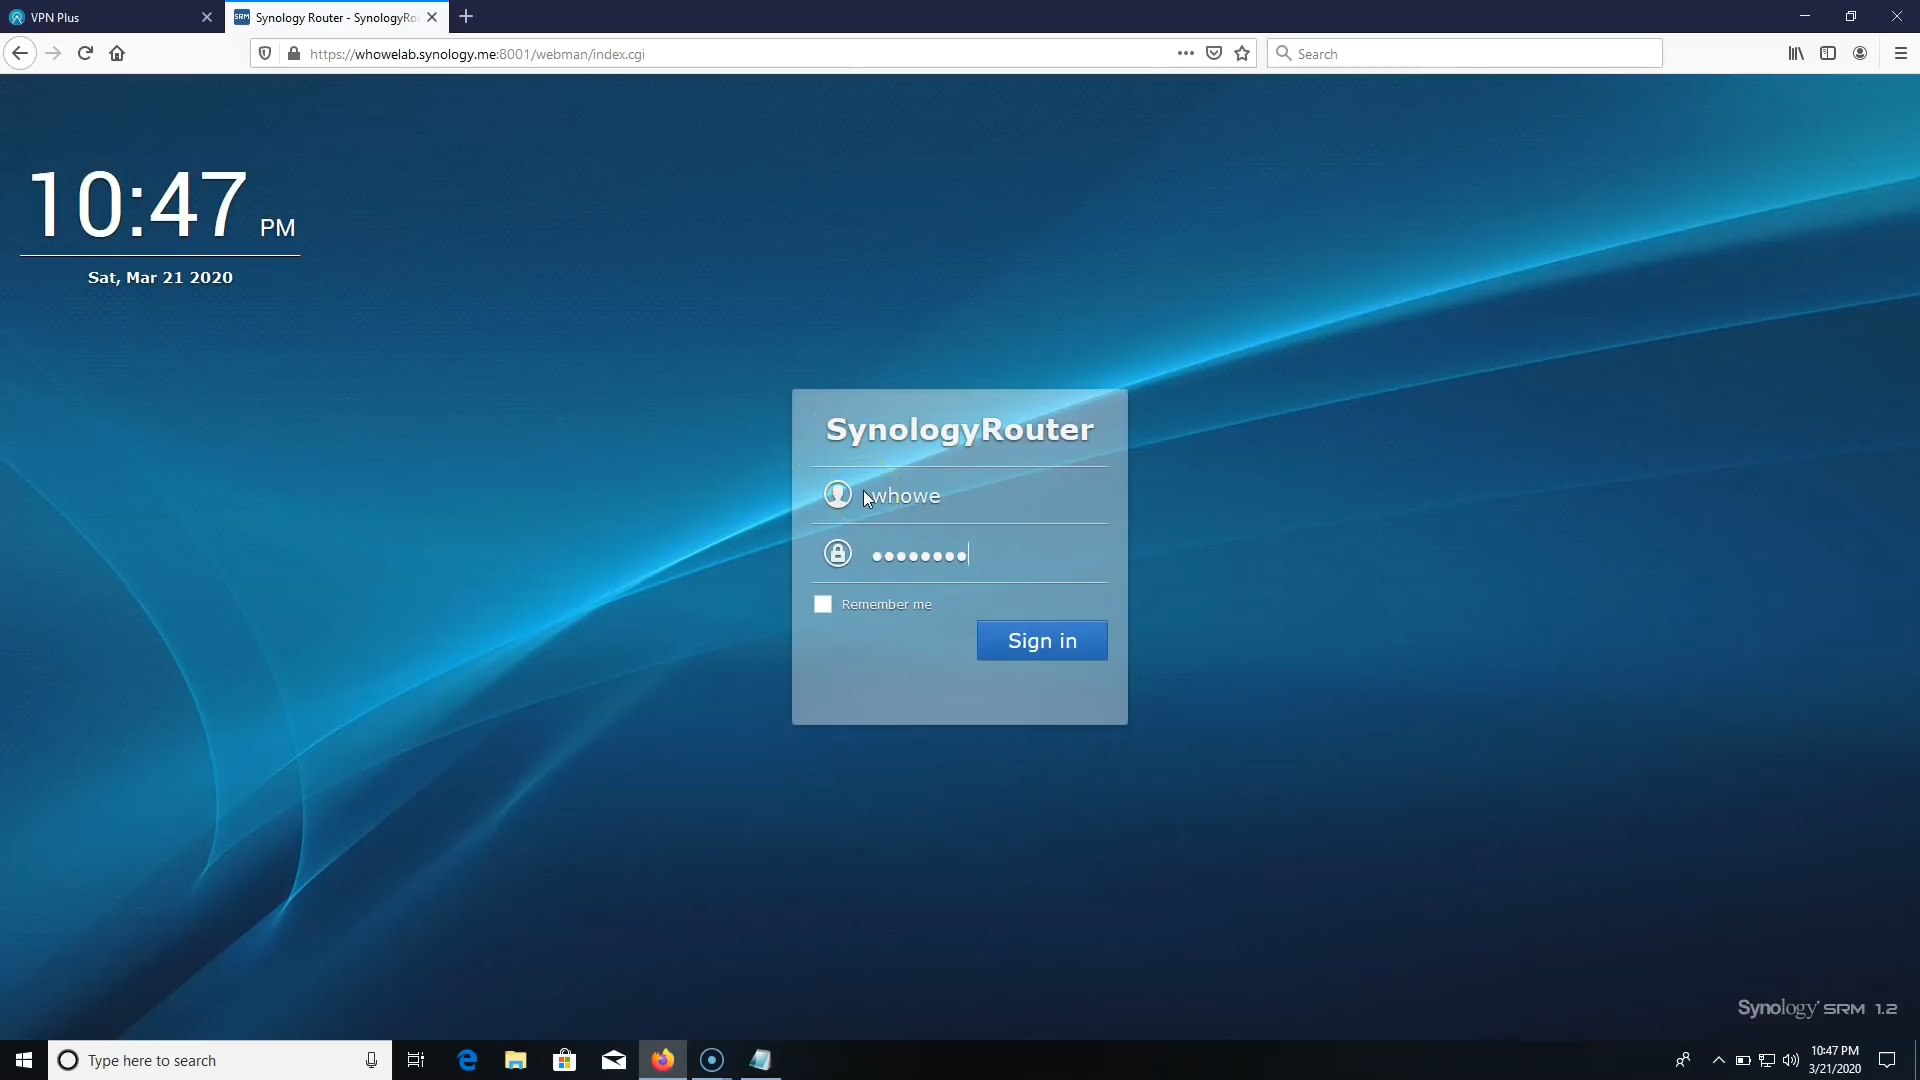 VPN Plus
SRM
Synology Router - SynologyRo
https://whowelab.synology.me:8001/webman/index.cgi
Search
10:47 PM
Sat, Mar 21 2020
SynologyRouter
whowe
Remember me
Sign in
Synology SRM 1.2
Type here to search
10:47 PM
3/21/2020